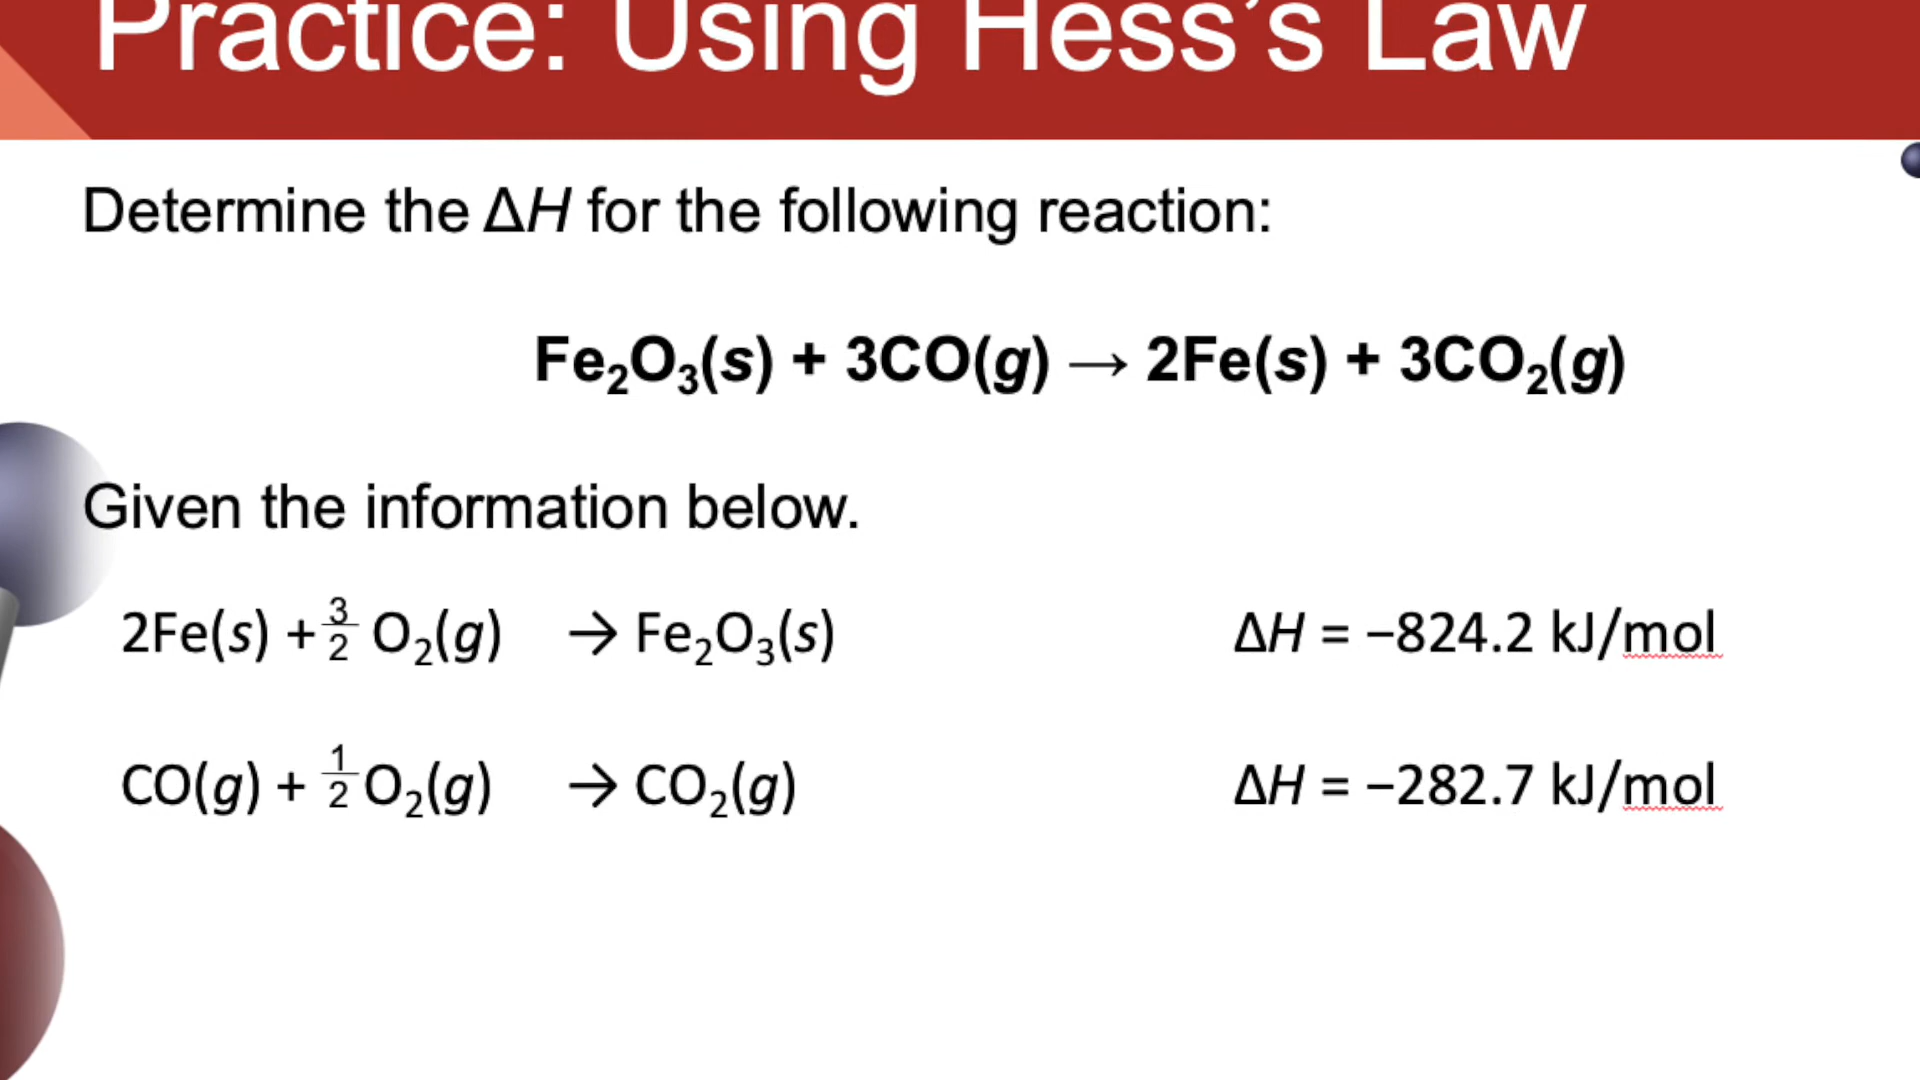 Practice: Using Hess’s Law
Determine the ΔH for the following reaction:
Fe₂O₃(s) + 3CO(g) → 2Fe(s) + 3CO₂(g)
Given the information below.
2Fe(s) + 3/2 O₂(g) → Fe₂O₃(s) ΔH = −824.2 kJ/mol
CO(g) + 1/2 O₂(g) → CO₂(g) ΔH = −282.7 kJ/mol